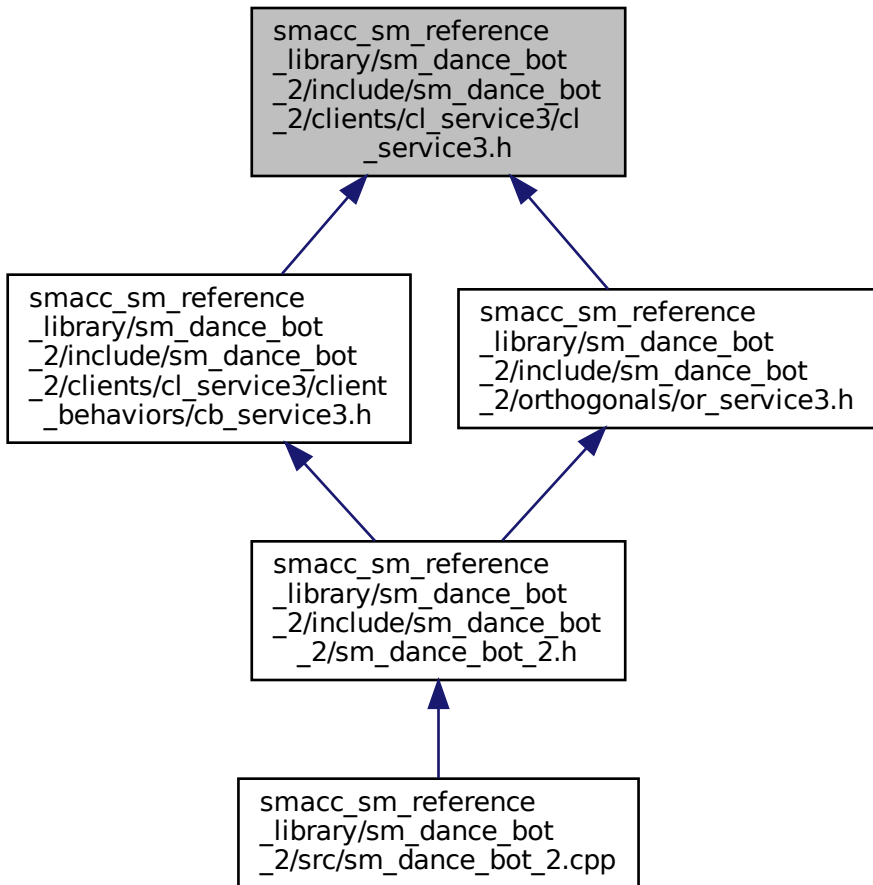 smacc_sm_reference
_library/sm_dance_bot
_2/include/sm_dance_bot
_2/clients/cl_service3/cl
_service3.h
smacc_sm_reference
_library/sm_dance_bot
_2/include/sm_dance_bot
_2/clients/cl_service3/client
_behaviors/cb_service3.h
smacc_sm_reference
_library/sm_dance_bot
_2/include/sm_dance_bot
_2/orthogonals/or_service3.h
smacc_sm_reference
_library/sm_dance_bot
_2/include/sm_dance_bot
_2/sm_dance_bot_2.h
smacc_sm_reference
_library/sm_dance_bot
_2/src/sm_dance_bot_2.cpp